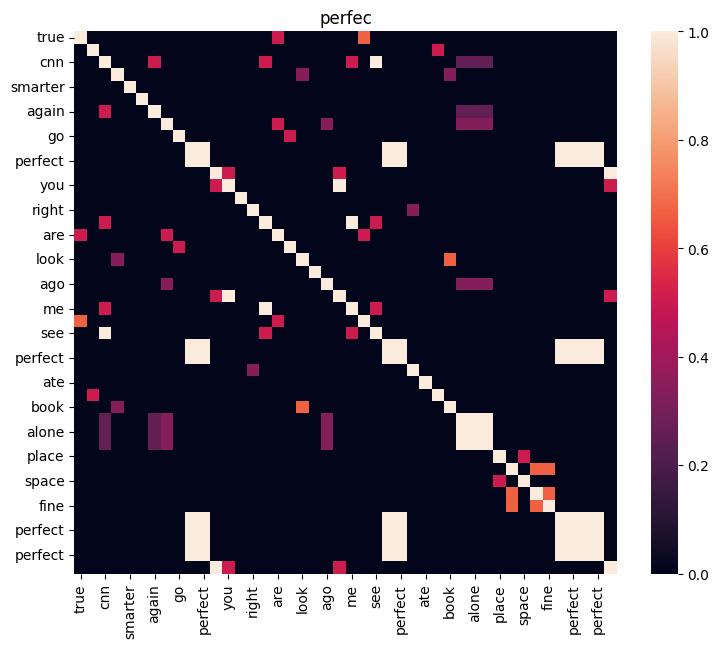 perfec
true
cnn
smarter
again
go
perfect
you
right
are
look
ago
me
see
perfect
ate
book
alone
place
space
fine
perfect
perfect
true
cnn
smarter
again
go
perfect
you
right
are
look
ago
me
see
perfect
ate
book
alone
place
space
fine
perfect
perfect
1.0
0.8
0.6
0.4
0.2
0.0